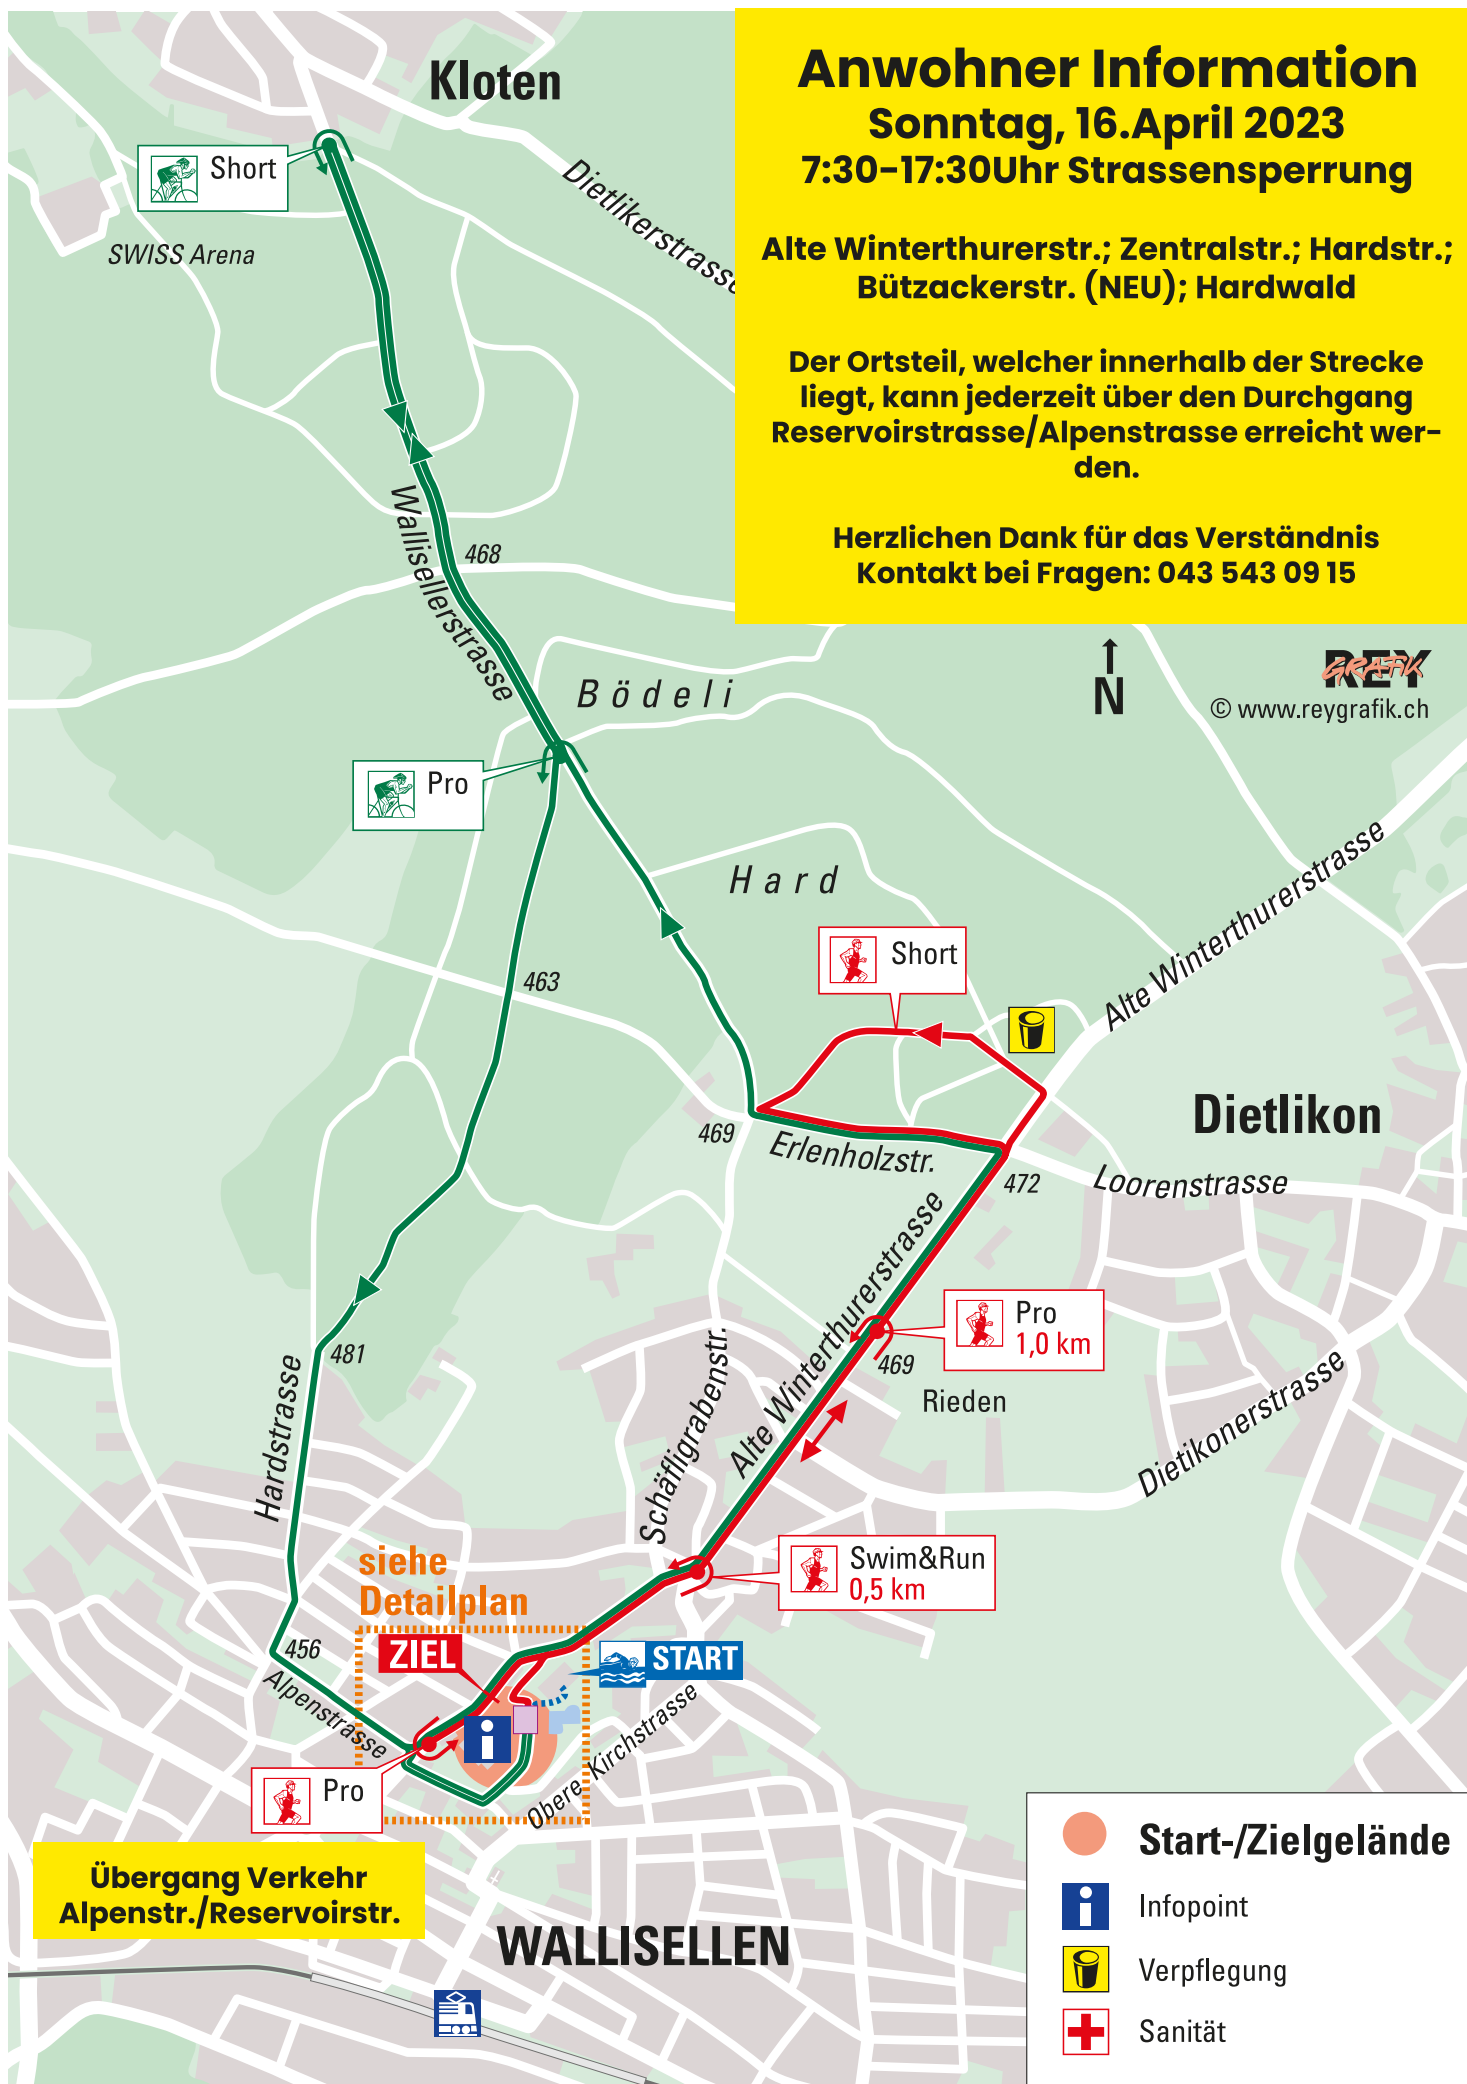 Anwohner Information
Sonntag, 16.April 2023
7:30-17:30Uhr Strassensperrung
Alte Winterthurerstr.; Zentralstr.; Hardstr.;
Bützackerstr. (NEU); Hardwald
Der Ortsteil, welcher innerhalb der Strecke
liegt, kann jederzeit über den Durchgang
Reservoirstrasse/Alpenstrasse erreicht wer-
den.
Herzlichen Dank für das Verständnis
Kontakt bei Fragen: 043 543 09 15
Kloten
Short
SWISS Arena
Dietlikerstrasse
Wallisellerstrasse
468
N
REY
GRAFIK
© www.reygrafik.ch
Bödeli
Pro
Hard
Alte Winterthurerstrasse
463
Short
Dietlikon
469
Erlenholzstr.
472
Loorenstrasse
Alte Winterthurerstrasse
Pro
1,0 km
469
Rieden
481
Hardstrasse
Schäfligrabenstr.
Dietikonerstrasse
Swim&Run
0,5 km
siehe
Detailplan
456
ZIEL
START
Alpenstrasse
Obere Kirchstrasse
Pro
i
Übergang Verkehr
Alpenstr./Reservoirstr.
WALLISELLEN
Start-/Zielgelände
i Infopoint
Verpflegung
Sanität